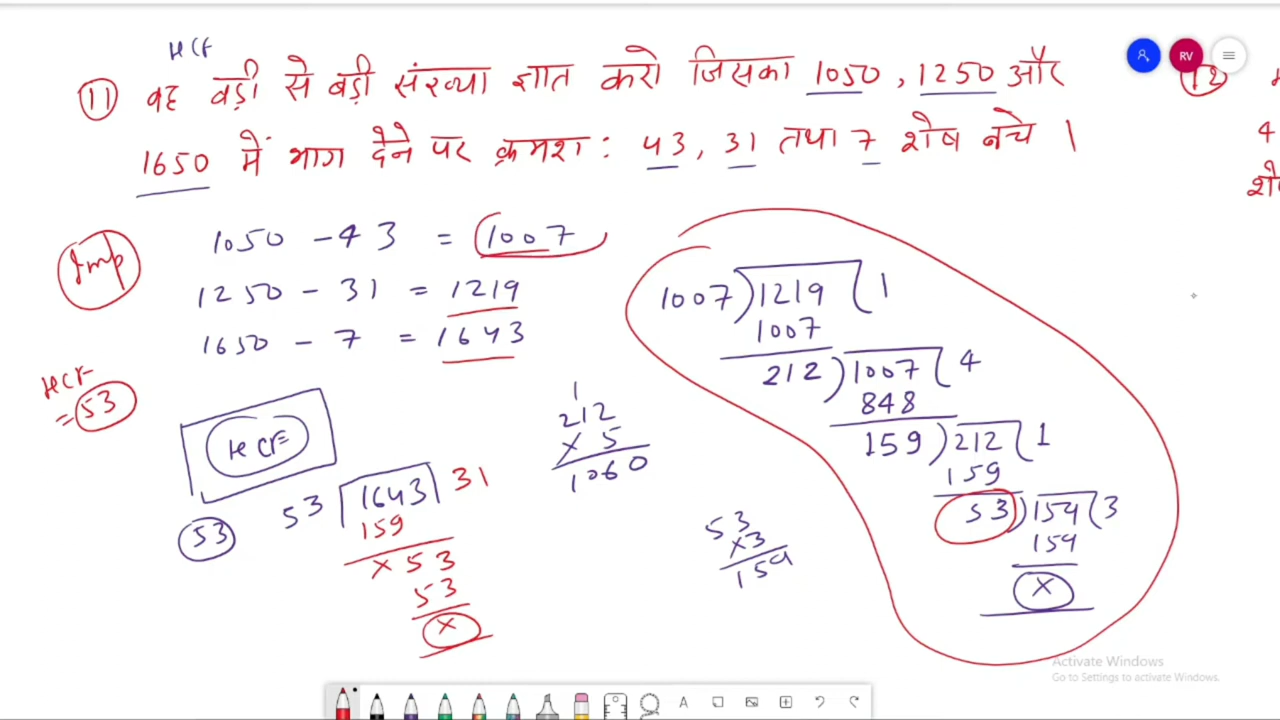 HCF
RV
(11) वह बड़ी से बड़ी संख्या ज्ञात करो जिसका 1050, 1250 और
1650 में भाग देने पर क्रमश: 43, 31 तथा 7 शेष बचे।
(12)
4
Imp
1050 - 43 = 1007
1250 - 31 = 1219
1650 - 7 = 1643
HCF
= 53
HCF
53
53 1643 31
159
× 53
53
×
1
212
× 5
1060
53
×3
159
1007) 1219 (1
1007
212) 1007 (4
848
159) 212 (1
159
53) 159 (3
159
×
Activate Windows
Go to Settings to activate Windows.
A